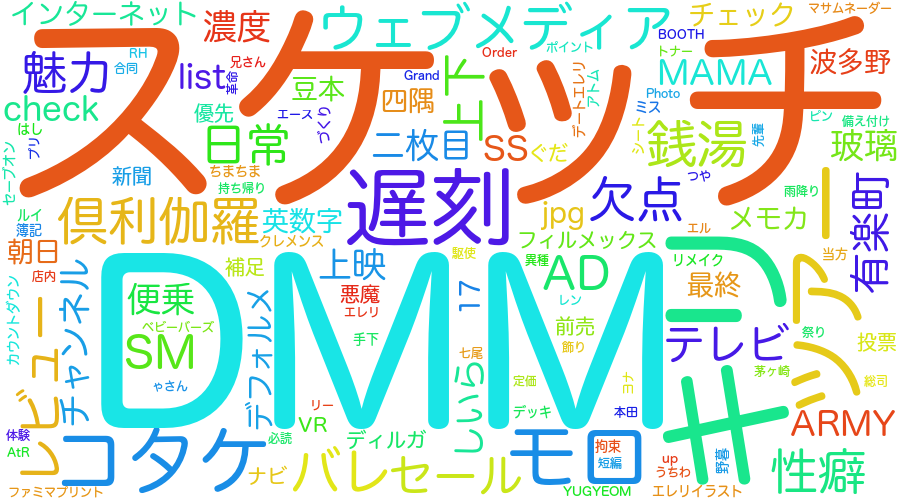 インターネット
濃度
ウェブメディア
チェック
マサムネーダー
スケッチ
BOOTH
RH
合同
兄さん
Order
ポイント
トナー
波多野
魅力
list
革命
Grand
MAMA
豆本
四隅
上下
デートエレリ
アトム
Photo
ミス
check
はし
プリ
優先
エース
づくり
日常
二枚目
SS
ぐだ
シート
銭湯
先輩
ピン
備え付け
玻璃
セーブオン
新聞
ちまちま
持ち帰り
遅刻
欠点
つや
雨降り
有楽町
ルイ
簿記
倶利伽羅
英数字
クレメンス
jpg
メモカ
エル
朝日
店内
補足
上映
駆使
フィルメックス
異種
AD
リメイク
当方
ツアー
最終
カウントダウン
レビュー
チャンネル
DMM
便乗
ベビーバーズ
SM
ゃさん
デフォルメ
悪魔
エレリ
手下
17
レン
前売
飾り
テレビ
祭り
投票
七尾
しいら
定価
ヨナ
茅ヶ崎
総司
キニ
リー
VR
デッキ
本田
ARMY
体験
AtR
コタケ
必読
ディルガ
モロ
拘束
短編
up
うちわ
野暮
性癖
ナビ
バレセール
ファミマプリント
YUGYEOM
エレリイラスト